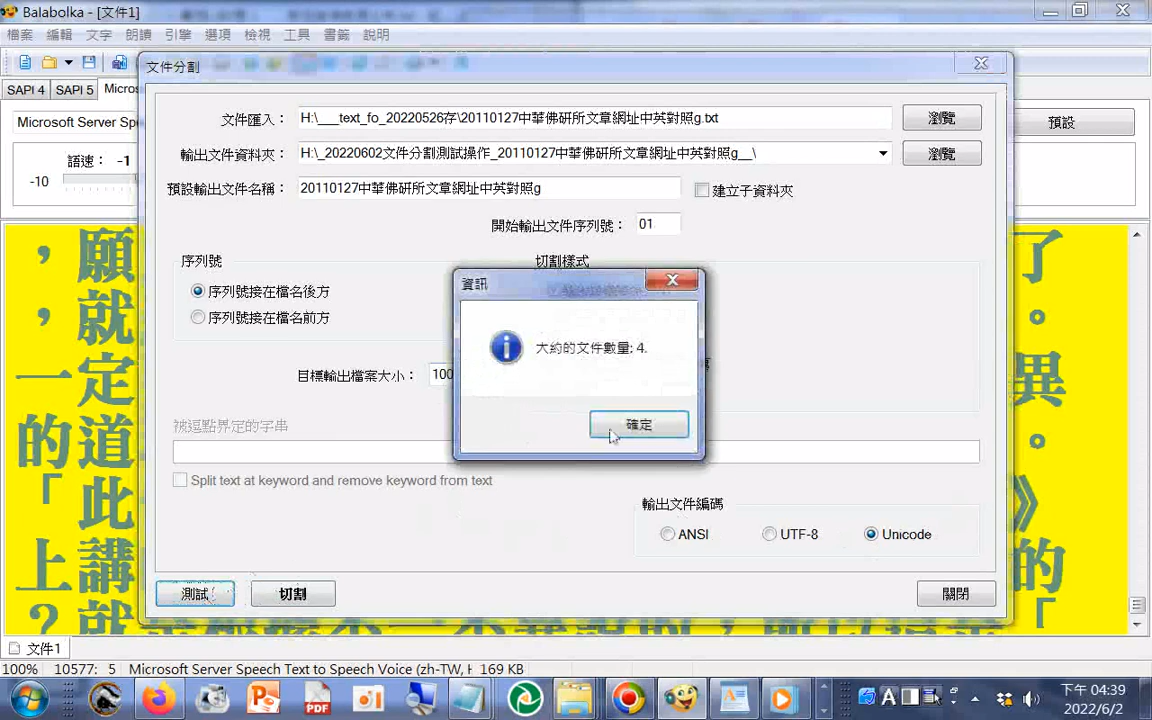 Balabolka - [文件1]
檔案 編輯 文字 朗讀 引擎 選項 檢視 工具 書籤 說明
文件分割
SAPI 4 SAPI 5 Micros
文件匯入： H:\___text_fo_20220526存\20110127中華佛研所文章網址中英對照g.txt 瀏覽
Microsoft Server Spe 預設
輸出文件資料夾： H:\_20220602文件分割測試操作_20110127中華佛研所文章網址中英對照g__\ 瀏覽
語速： -1
-10
預設輸出文件名稱： 20110127中華佛研所文章網址中英對照g 建立子資料夾
開始輸出文件序列號： 01
序列號 切割樣式
序列號接在檔名後方
序列號接在檔名前方
資訊
大約的文件數量: 4.
確定
目標輸出檔案大小： 100
被逗點界定的字串
Split text at keyword and remove keyword from text
輸出文件編碼
ANSI UTF-8 Unicode
測試 切割 關閉
，願 了
，就 。
一定 異
的道 。
「此 》
上講 的
？就 「
文件1
100% 10577: 5 Microsoft Server Speech Text to Speech Voice (zh-TW, H 169 KB
PDF
A
下午 04:39
2022/6/2